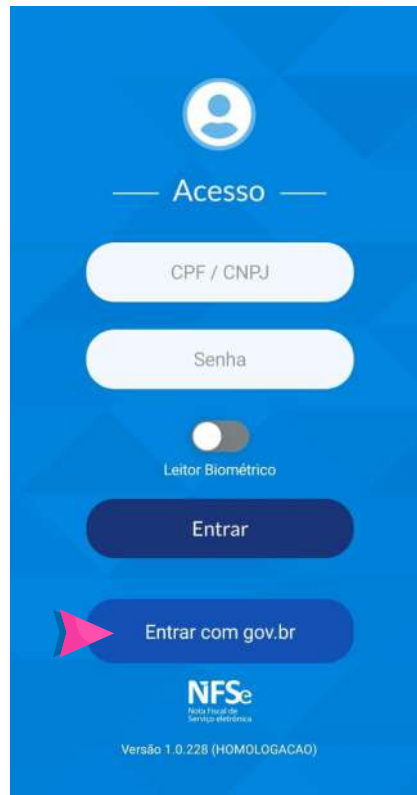 Acesso
CPF / CNPJ
Senha
Leitor Biométrico
Entrar
Entrar com gov.br
NFSe
Nota Fiscal de
Serviço eletrônica
Versão 1.0.228 (HOMOLOGACAO)